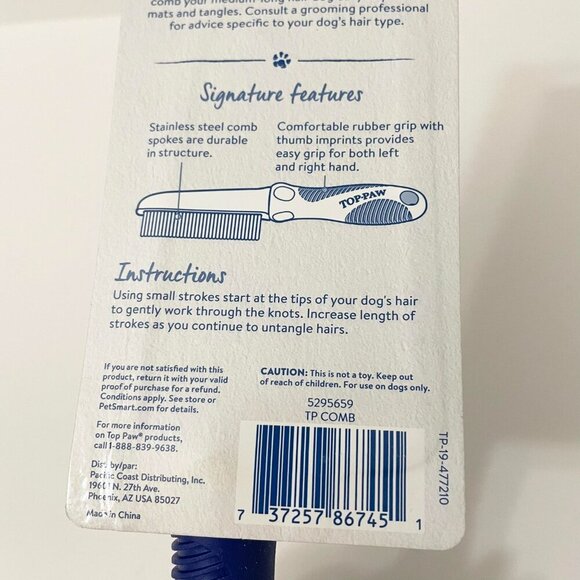 comb your medium-long hair dog
mats and tangles. Consult a grooming professional
for advice specific to your dog's hair type.
Signature features
Stainless steel comb
spokes are durable
in structure.
Comfortable rubber grip with
thumb imprints provides
easy grip for both left
and right hand.
TOP•PAW
Instructions
Using small strokes start at the tips of your dog's hair
to gently work through the knots. Increase length of
strokes as you continue to untangle hairs.
If you are not satisfied with this
product, return it with your valid
proof of purchase for a refund.
Conditions apply. See store or
PetSmart.com for details.
For more information
on Top Paw® products,
call 1-888-839-9638.
Dist by/par:
Pacific Coast Distributing, Inc.
19601 N. 27th Ave.
Phoenix, AZ USA 85027
Made in China
CAUTION: This is not a toy. Keep out
of reach of children. For use on dogs only.
5295659
TP COMB
7 37257 86745 1
TP-19-477210